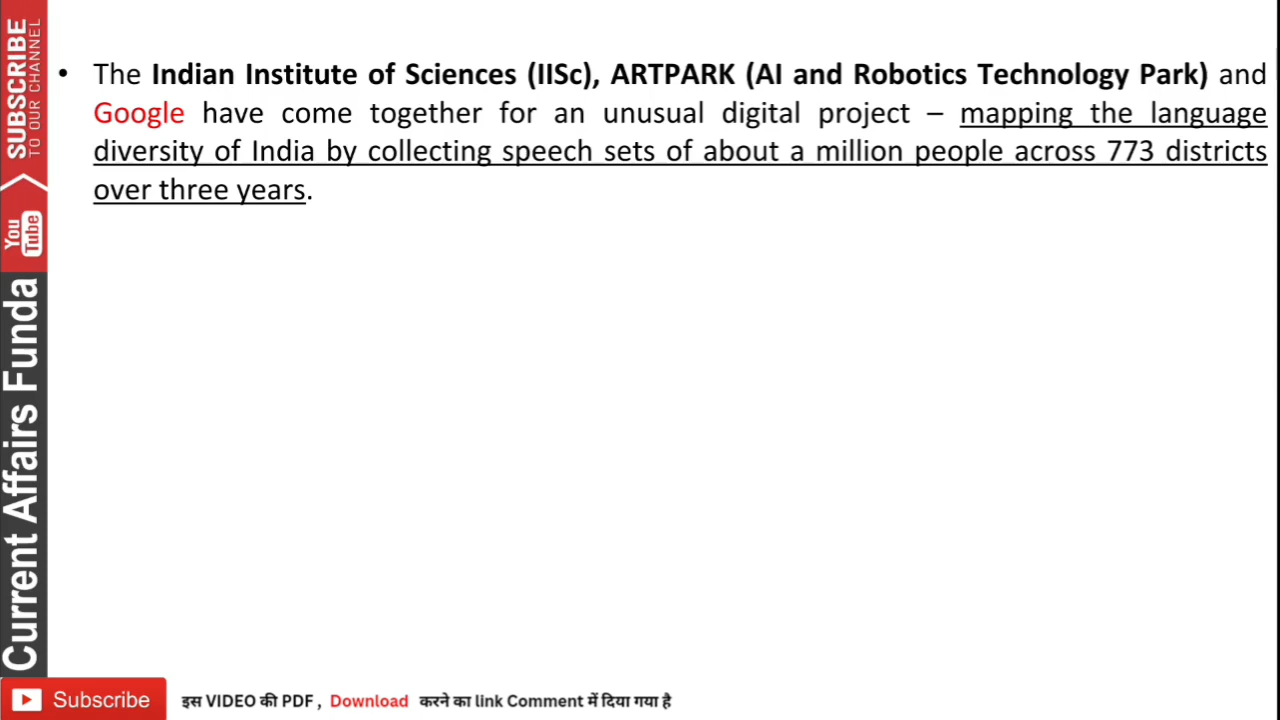 • The Indian Institute of Sciences (IISc), ARTPARK (AI and Robotics Technology Park) and
Google have come together for an unusual digital project – mapping the language
diversity of India by collecting speech sets of about a million people across 773 districts
over three years.
SUBSCRIBE
TO OUR CHANNEL
You
Tube
Current Affairs Funda
Subscribe
इस VIDEO की PDF , Download करने का link Comment में दिया गया है